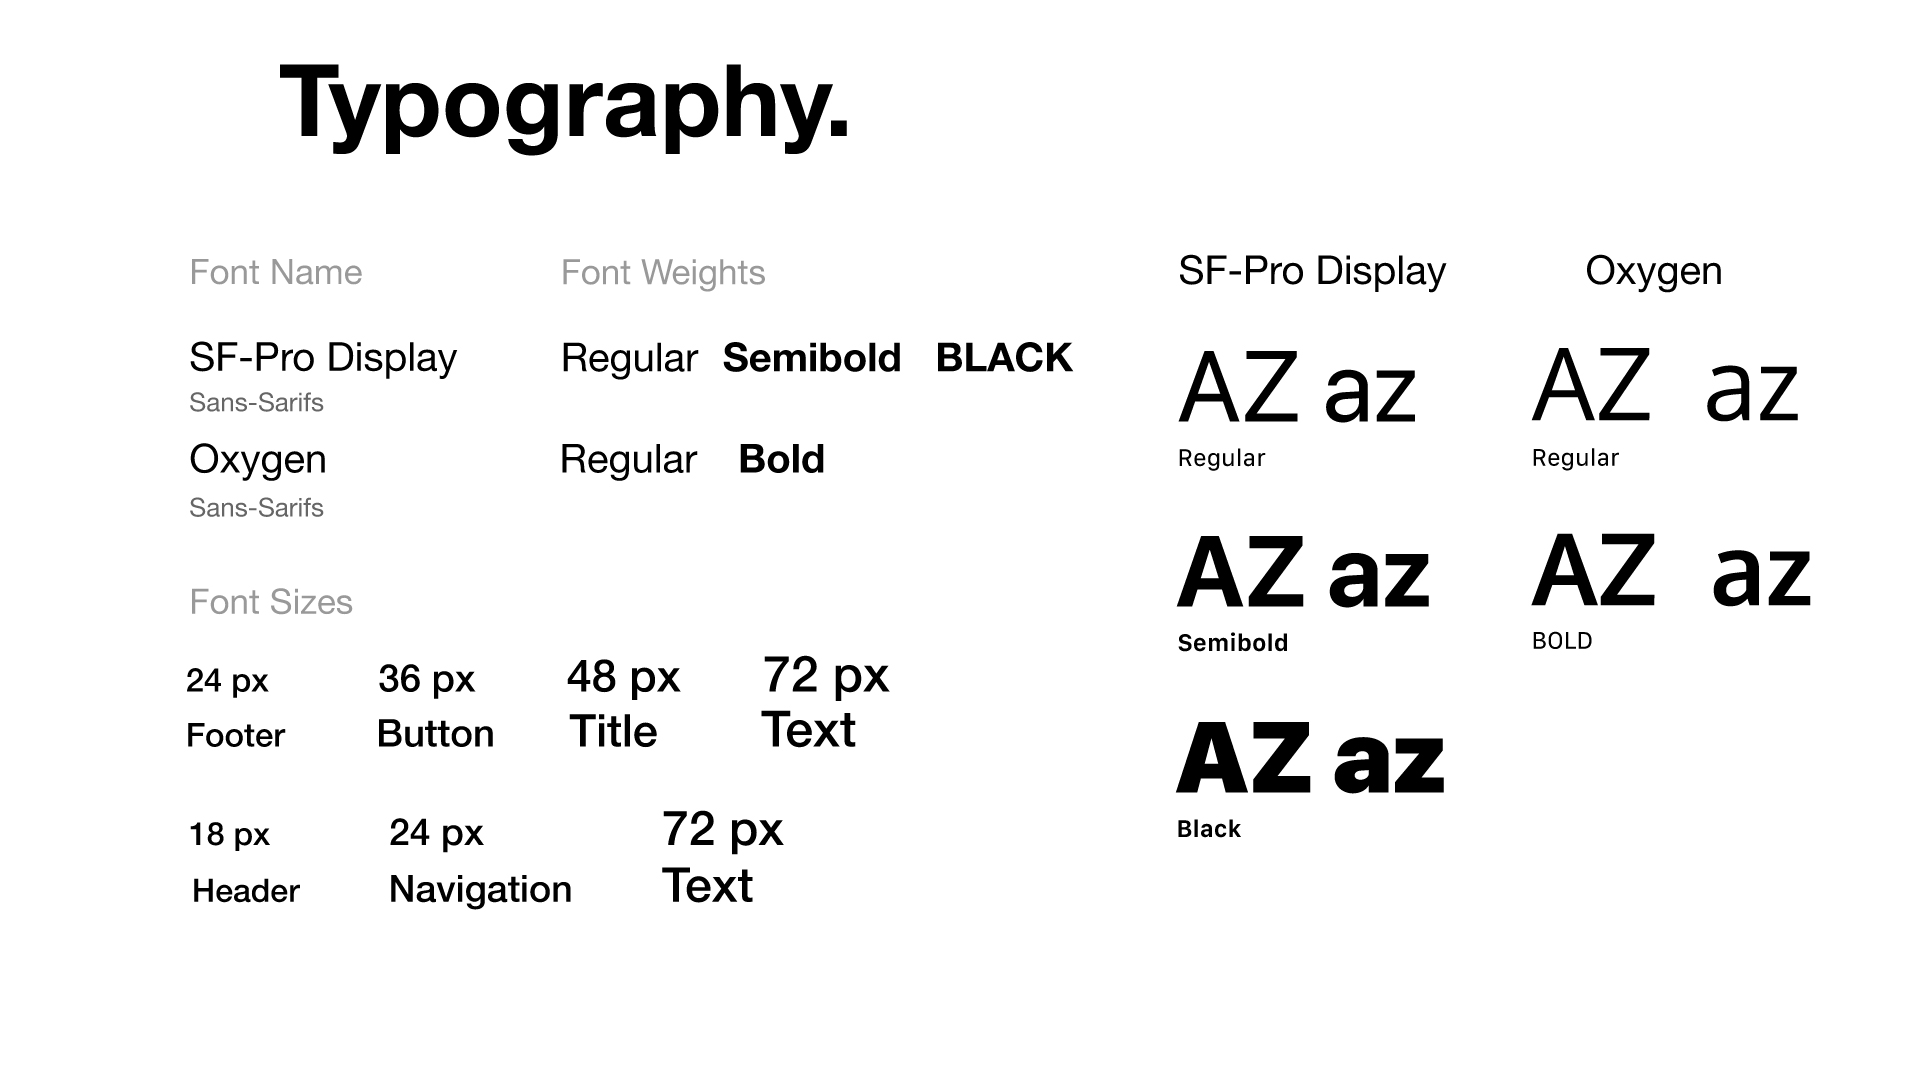 Typography.
Font Name
Font Weights
SF-Pro Display
Regular Semibold BLACK
Sans-Sarifs
Oxygen
Regular Bold
Sans-Sarifs
Font Sizes
24 px 36 px 48 px 72 px
Footer Button Title Text
18 px 24 px 72 px
Header Navigation Text
SF-Pro Display Oxygen
AZ az AZ az
Regular Regular
AZ az AZ az
Semibold BOLD
AZ az
Black